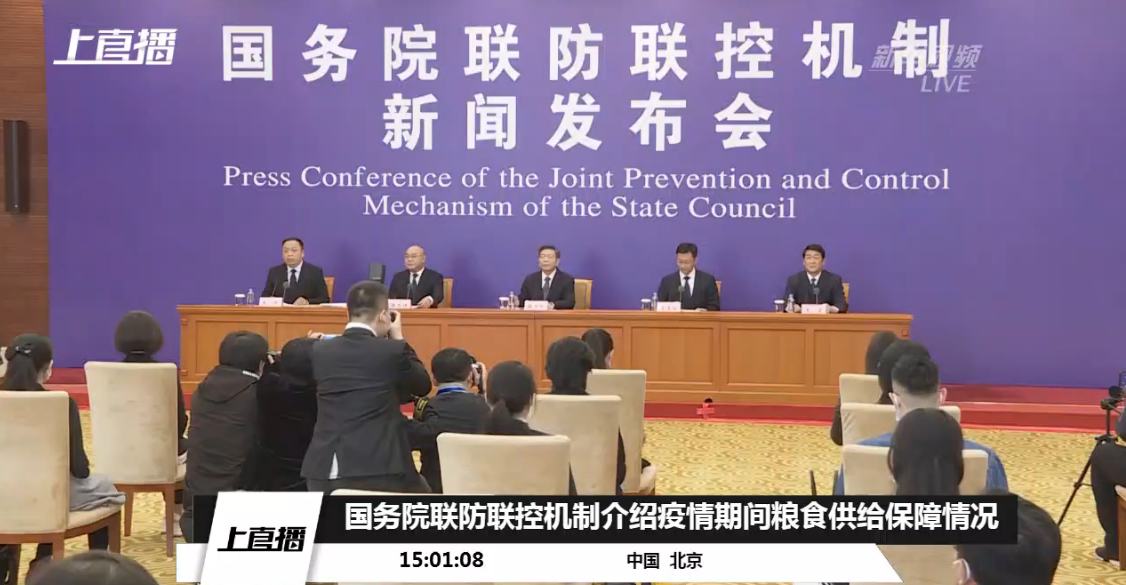 上直播
国务院联防联控机制
LIVE
新闻发布会
Press Conference of the Joint Prevention and Control
Mechanism of the State Council
上直播
国务院联防联控机制介绍疫情期间粮食供给保障情况
15:01:08
中国 北京